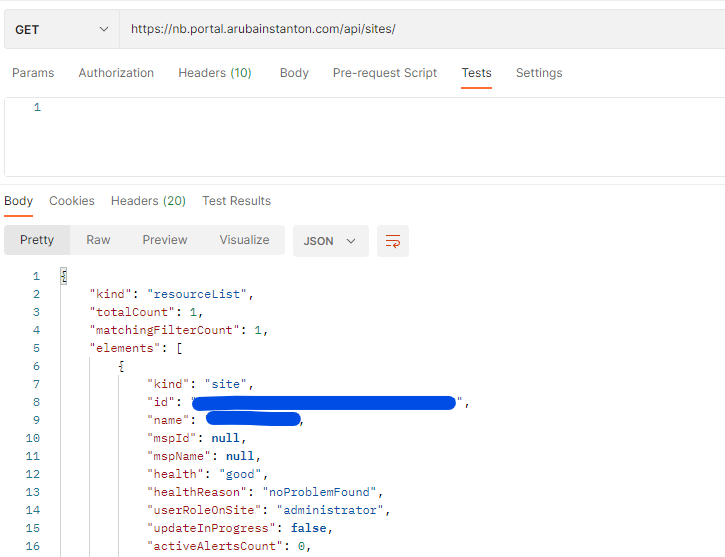 GET https://nb.portal.arubainstanton.com/api/sites/
Params Authorization Headers (10) Body Pre-request Script Tests Settings
1
Body Cookies Headers (20) Test Results
Pretty Raw Preview Visualize JSON
1 {
2 "kind": "resourceList",
3 "totalCount": 1,
4 "matchingFilterCount": 1,
5 "elements": [
6 {
7 "kind": "site",
8 "id": "",
9 "name": ,
10 "mspId": null,
11 "mspName": null,
12 "health": "good",
13 "healthReason": "noProblemFound",
14 "userRoleOnSite": "administrator",
15 "updateInProgress": false,
16 "activeAlertsCount": 0,